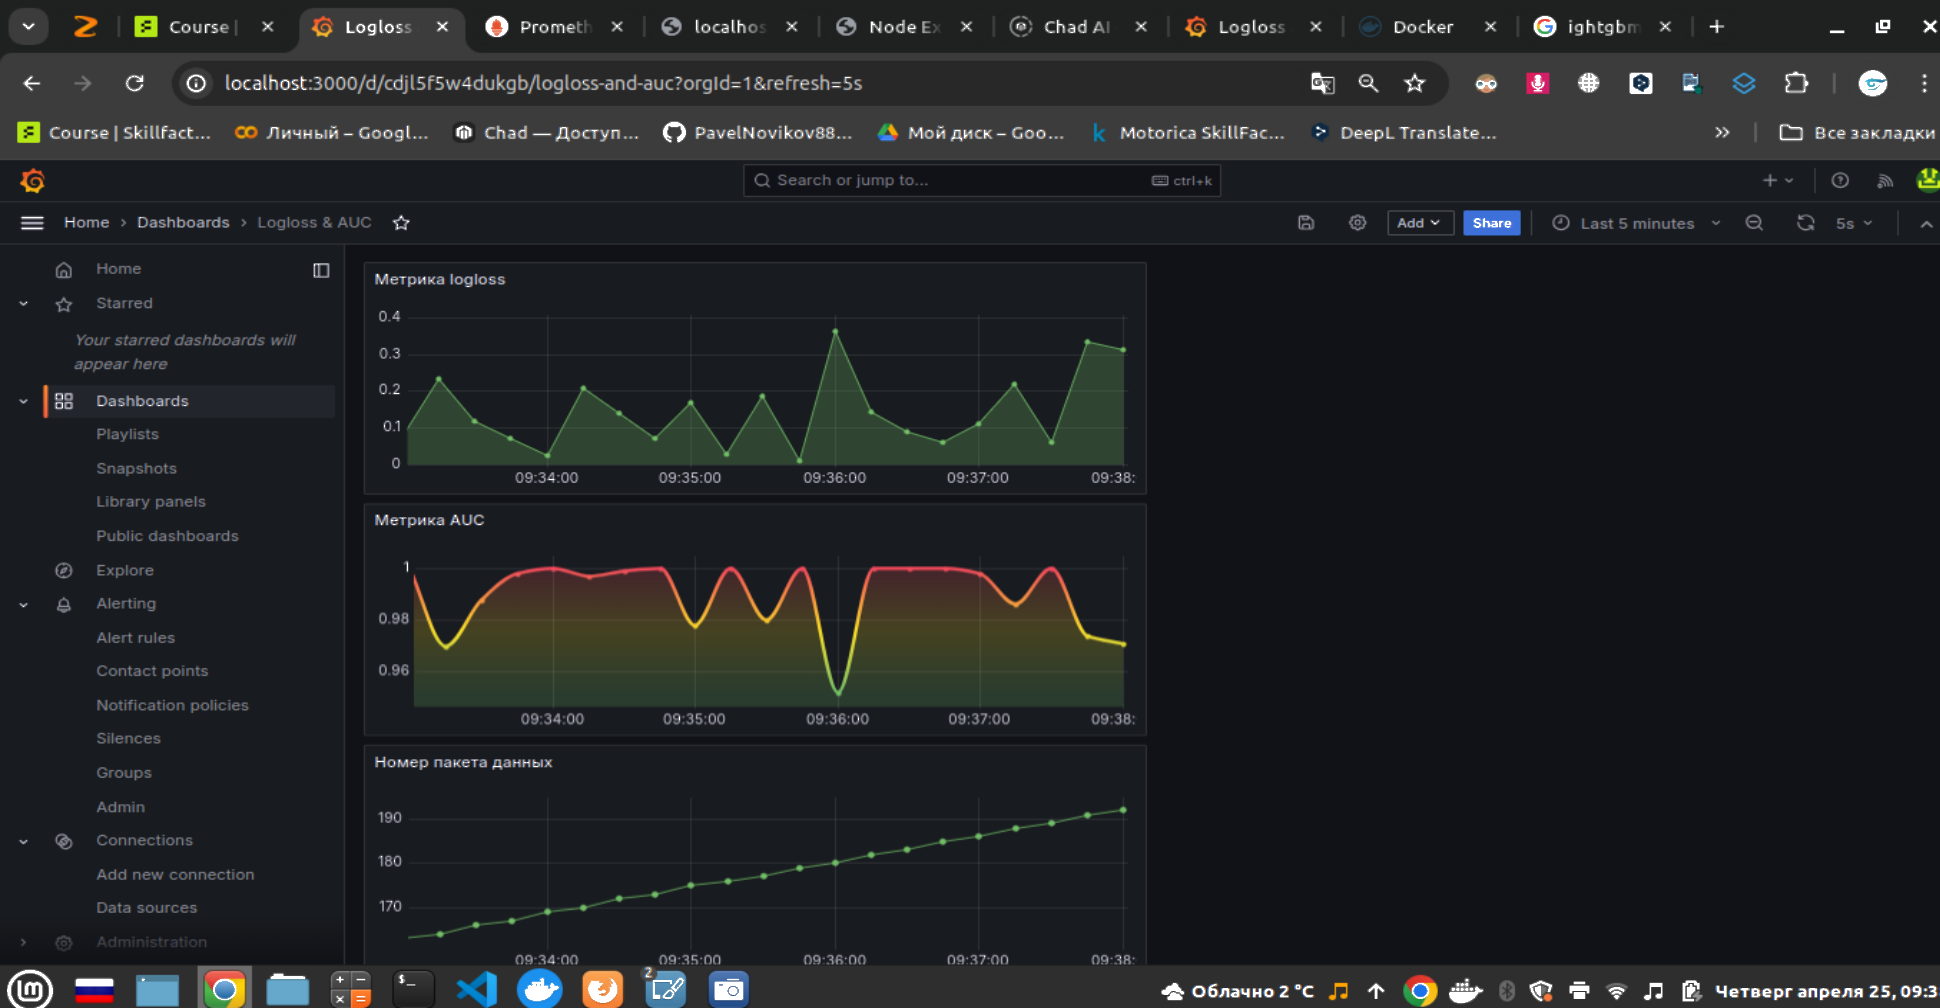 Course |
Logloss
Prometh
localhos
Node Ex
Chad AI
Logloss
Docker
ightgbm
localhost:3000/d/cdjl5f5w4dukgb/logloss-and-auc?orgId=1&refresh=5s
Course | Skillfact...
Личный – Googl...
Chad — Доступ...
PavelNovikov88...
Мой диск – Goo...
Motorica SkillFac...
DeepL Translate...
Все закладки
Search or jump to...
ctrl+k
Home
Dashboards
Logloss & AUC
Add
Share
Last 5 minutes
5s
Home
Starred
Your starred dashboards will
appear here
Dashboards
Playlists
Snapshots
Library panels
Public dashboards
Explore
Alerting
Alert rules
Contact points
Notification policies
Silences
Groups
Admin
Connections
Add new connection
Data sources
Administration
Метрика logloss
0.4
0.3
0.2
0.1
0
09:34:00
09:35:00
09:36:00
09:37:00
09:38:
Метрика AUC
1
0.98
0.96
09:34:00
09:35:00
09:36:00
09:37:00
09:38:
Номер пакета данных
190
180
170
09:34:00
09:35:00
09:36:00
09:37:00
09:38:
2
Облачно 2 °C
Четверг апреля 25, 09:3